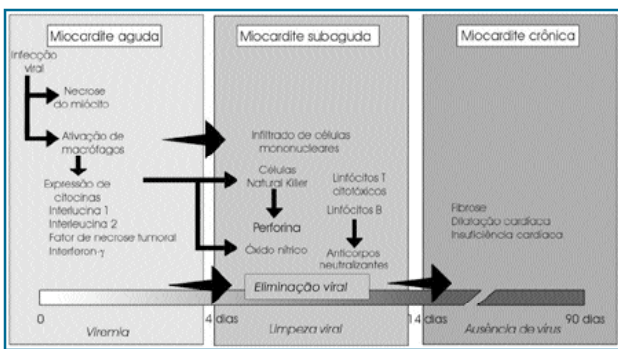 Miocardite aguda
Infecção
viral
Necrose
do miócito
Ativação de
macrófagos
Expressão de
citocinas
Interlucina 1
Interleucina 2
Fator de necrose tumoral
Interferon-γ
Miocardite subaguda
Infiltrado de células
mononucleares
Células
Natural Killer
Perforina
Óxido nítrico
Linfócitos T
citotóxicos
Linfócitos B
Anticorpos
neutralizantes
Eliminação viral
Miocardite crônica
Fibrose
Dilatação cardíaca
Insuficiência cardíaca
0
4 dias
14 dias
90 dias
Viremia
Limpeza viral
Ausência de vírus